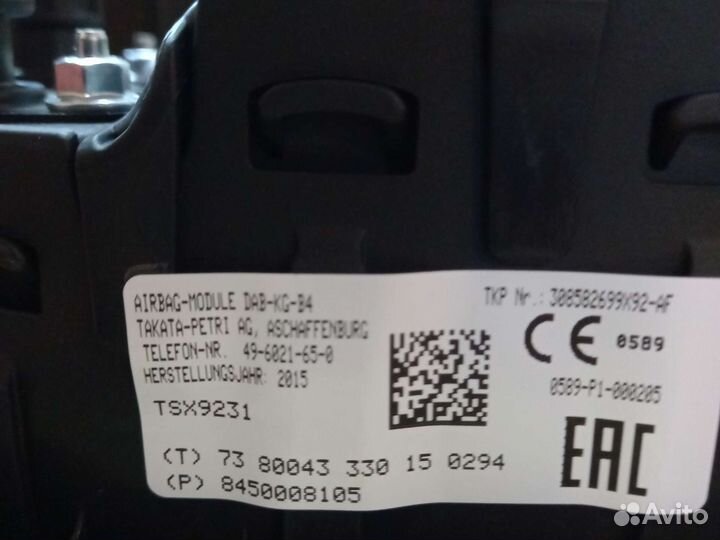 AIRBAG-MODULE DAB-KG-B4
TKP Nr.: 308582699X92-AF
TAKATA-PETRI AG, ASCHAFFENBURG
TELEFON-NR. 49-6021-65-0
HERSTELLUNGSJAHR: 2015
CE 0589
0589-P1-000205
TSX9231
(T) 73 80043 330 15 0294
(P) 8450008105
EAC
Avito